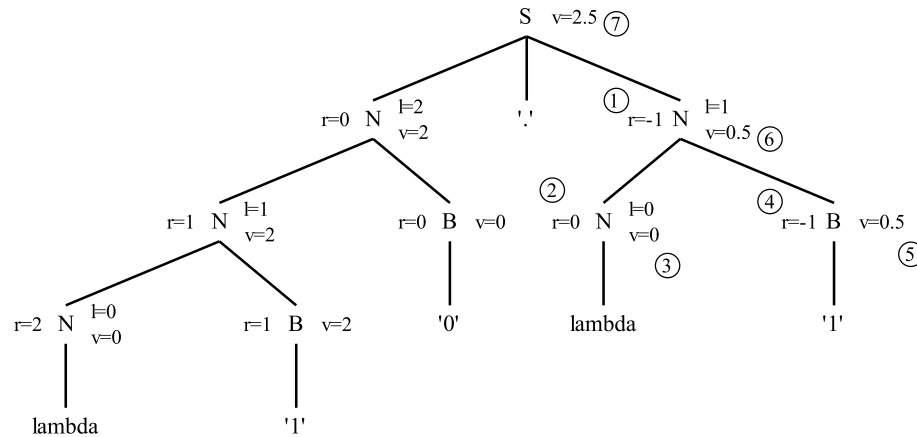 S v=2.5 ⑦
l=2 ① l=1
r=0 N '.' r=-1 N
v=2 v=0.5 ⑥
② ④
l=1 l=0
r=1 N r=0 B v=0 r=0 N r=-1 B v=0.5
v=2 v=0
③ ⑤
l=0
r=2 N r=1 B v=2 '0' lambda '1'
v=0
lambda '1'